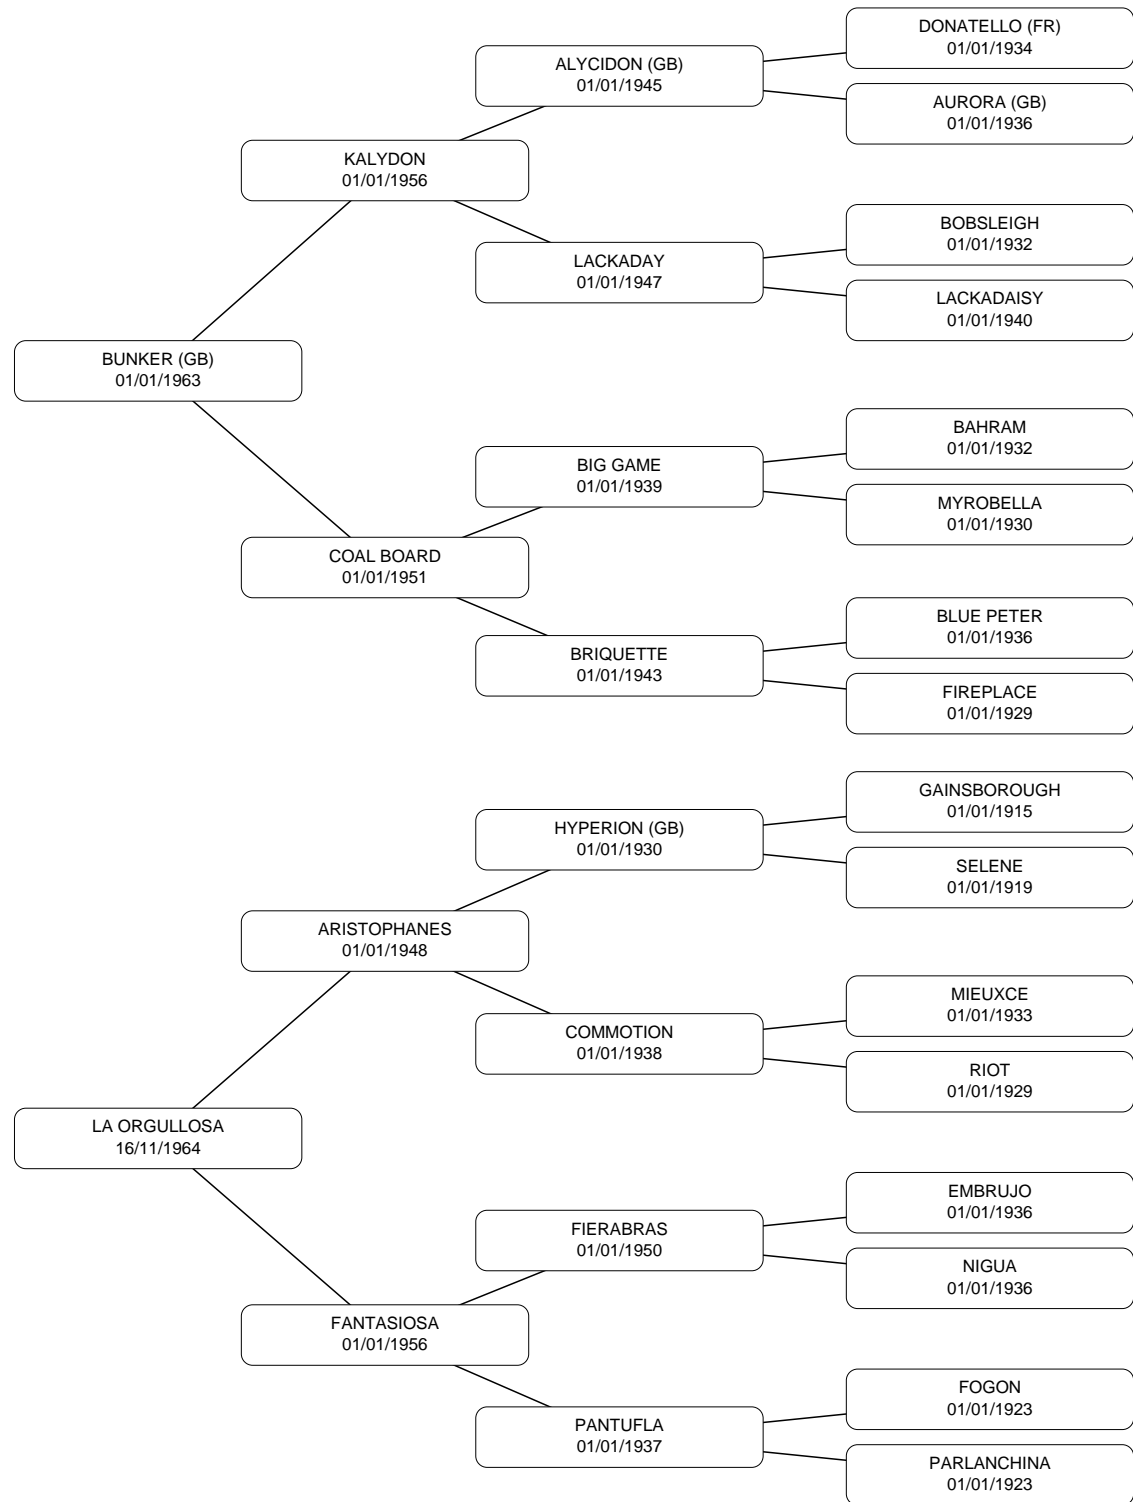 DONATELLO (FR)
01/01/1934
ALYCIDON (GB)
01/01/1945
AURORA (GB)
01/01/1936
KALYDON
01/01/1956
BOBSLEIGH
01/01/1932
LACKADAY
01/01/1947
LACKADAISY
01/01/1940
BUNKER (GB)
01/01/1963
BAHRAM
01/01/1932
BIG GAME
01/01/1939
MYROBELLA
01/01/1930
COAL BOARD
01/01/1951
BLUE PETER
01/01/1936
BRIQUETTE
01/01/1943
FIREPLACE
01/01/1929
GAINSBOROUGH
01/01/1915
HYPERION (GB)
01/01/1930
SELENE
01/01/1919
ARISTOPHANES
01/01/1948
MIEUXCE
01/01/1933
COMMOTION
01/01/1938
RIOT
01/01/1929
LA ORGULLOSA
16/11/1964
EMBRUJO
01/01/1936
FIERABRAS
01/01/1950
NIGUA
01/01/1936
FANTASIOSA
01/01/1956
FOGON
01/01/1923
PANTUFLA
01/01/1937
PARLANCHINA
01/01/1923